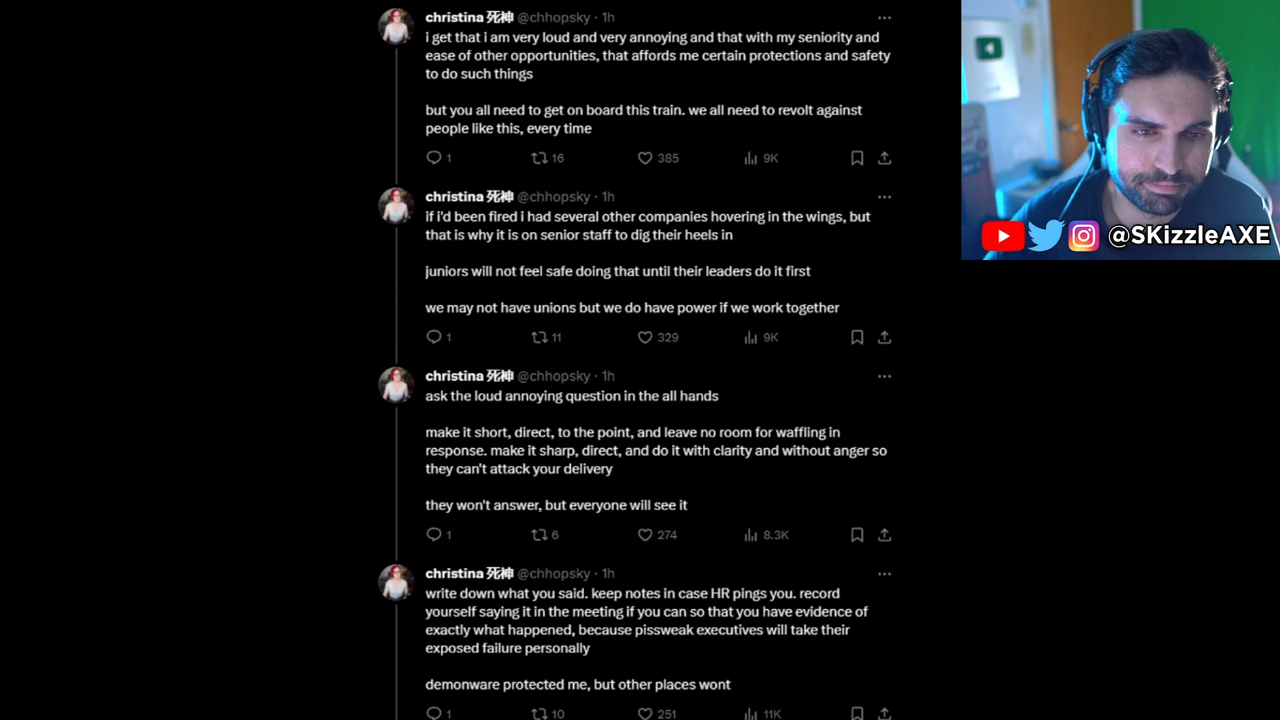 christina 死神 @chhopsky · 1h
i get that i am very loud and very annoying and that with my seniority and
ease of other opportunities, that affords me certain protections and safety
to do such things
but you all need to get on board this train. we all need to revolt against
people like this, every time
1 16 385 9K
christina 死神 @chhopsky · 1h
if i'd been fired i had several other companies hovering in the wings, but
that is why it is on senior staff to dig their heels in
juniors will not feel safe doing that until their leaders do it first
we may not have unions but we do have power if we work together
1 11 329 9K
christina 死神 @chhopsky · 1h
ask the loud annoying question in the all hands
make it short, direct, to the point, and leave no room for waffling in
response. make it sharp, direct, and do it with clarity and without anger so
they can't attack your delivery
they won't answer, but everyone will see it
1 6 274 8.3K
christina 死神 @chhopsky · 1h
write down what you said. keep notes in case HR pings you. record
yourself saying it in the meeting if you can so that you have evidence of
exactly what happened, because pissweak executives will take their
exposed failure personally
demonware protected me, but other places wont
1 10 251 11K
@SKizzleAXE